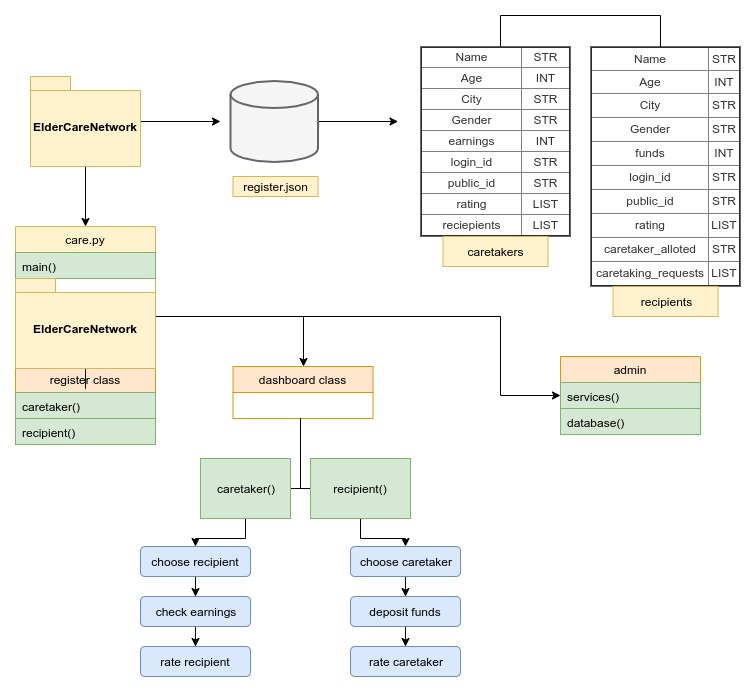 ElderCareNetwork
register.json
Name STR
Age INT
City STR
Gender STR
earnings INT
login_id STR
public_id STR
rating LIST
reciepients LIST
caretakers
Name STR
Age INT
City STR
Gender STR
funds INT
login_id STR
public_id STR
rating LIST
caretaker_alloted STR
caretaking_requests LIST
recipients
care.py
main()
ElderCareNetwork
register class
caretaker()
recipient()
dashboard class
admin
services()
database()
caretaker()
recipient()
choose recipient
check earnings
rate recipient
choose caretaker
deposit funds
rate caretaker